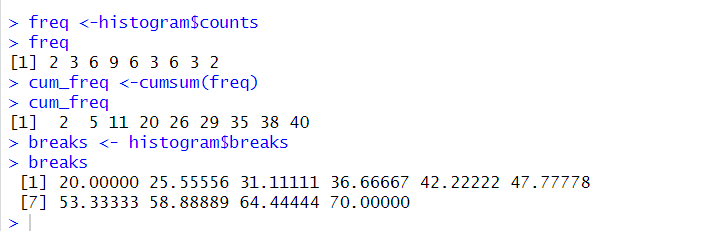 > freq <-histogram$counts
> freq
[1] 2 3 6 9 6 3 6 3 2
> cum_freq <-cumsum(freq)
> cum_freq
[1]  2  5 11 20 26 29 35 38 40
> breaks <- histogram$breaks
> breaks
 [1] 20.00000 25.55556 31.11111 36.66667 42.22222 47.77778
 [7] 53.33333 58.88889 64.44444 70.00000
>